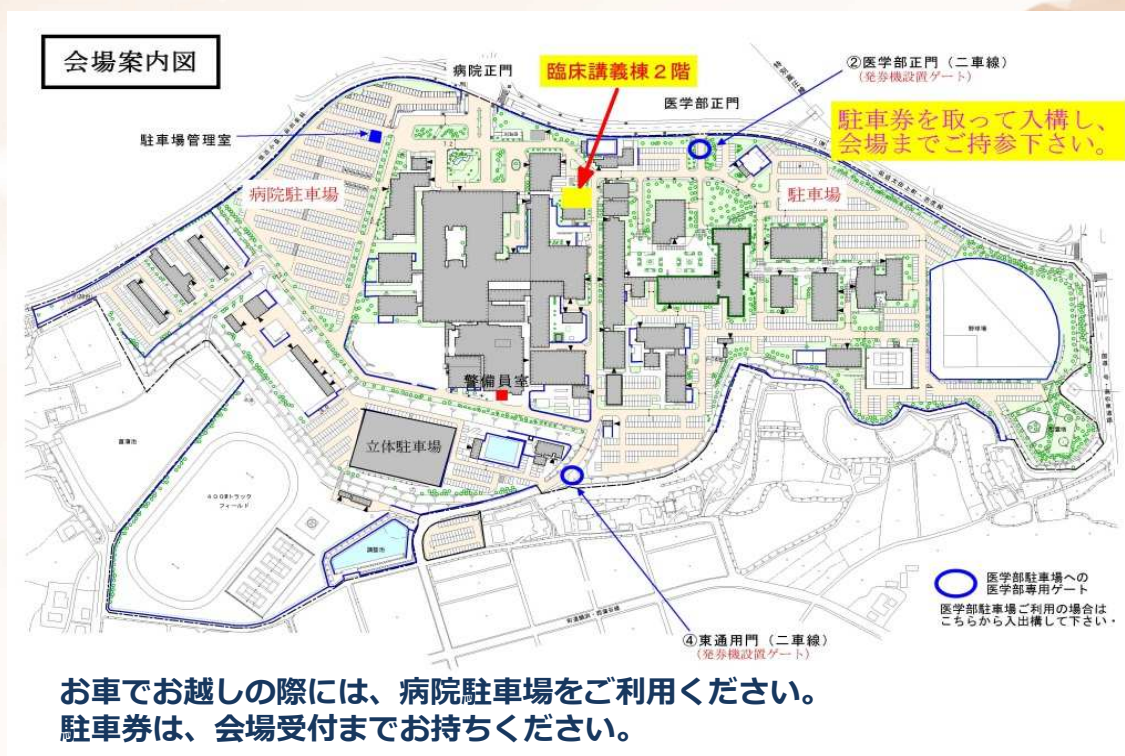 会場案内図
病院正門
臨床講義棟２階
医学部正門
②医学部正門（二車線）
（発券機設置ゲート）
駐車券を取って入構し、
会場までご持参下さい。
駐車場管理室
病院駐車場
駐車場
野球場
警備員室
立体駐車場
４００Ｍトラック
フィールド
調整池
医学部駐車場への
医学部専用ゲート
医学部駐車場ご利用の場合は
こちらから入出構して下さい・
④東通用門（二車線）
（発券機設置ゲート）
お車でお越しの際には、病院駐車場をご利用ください。
駐車券は、会場受付までお持ちください。